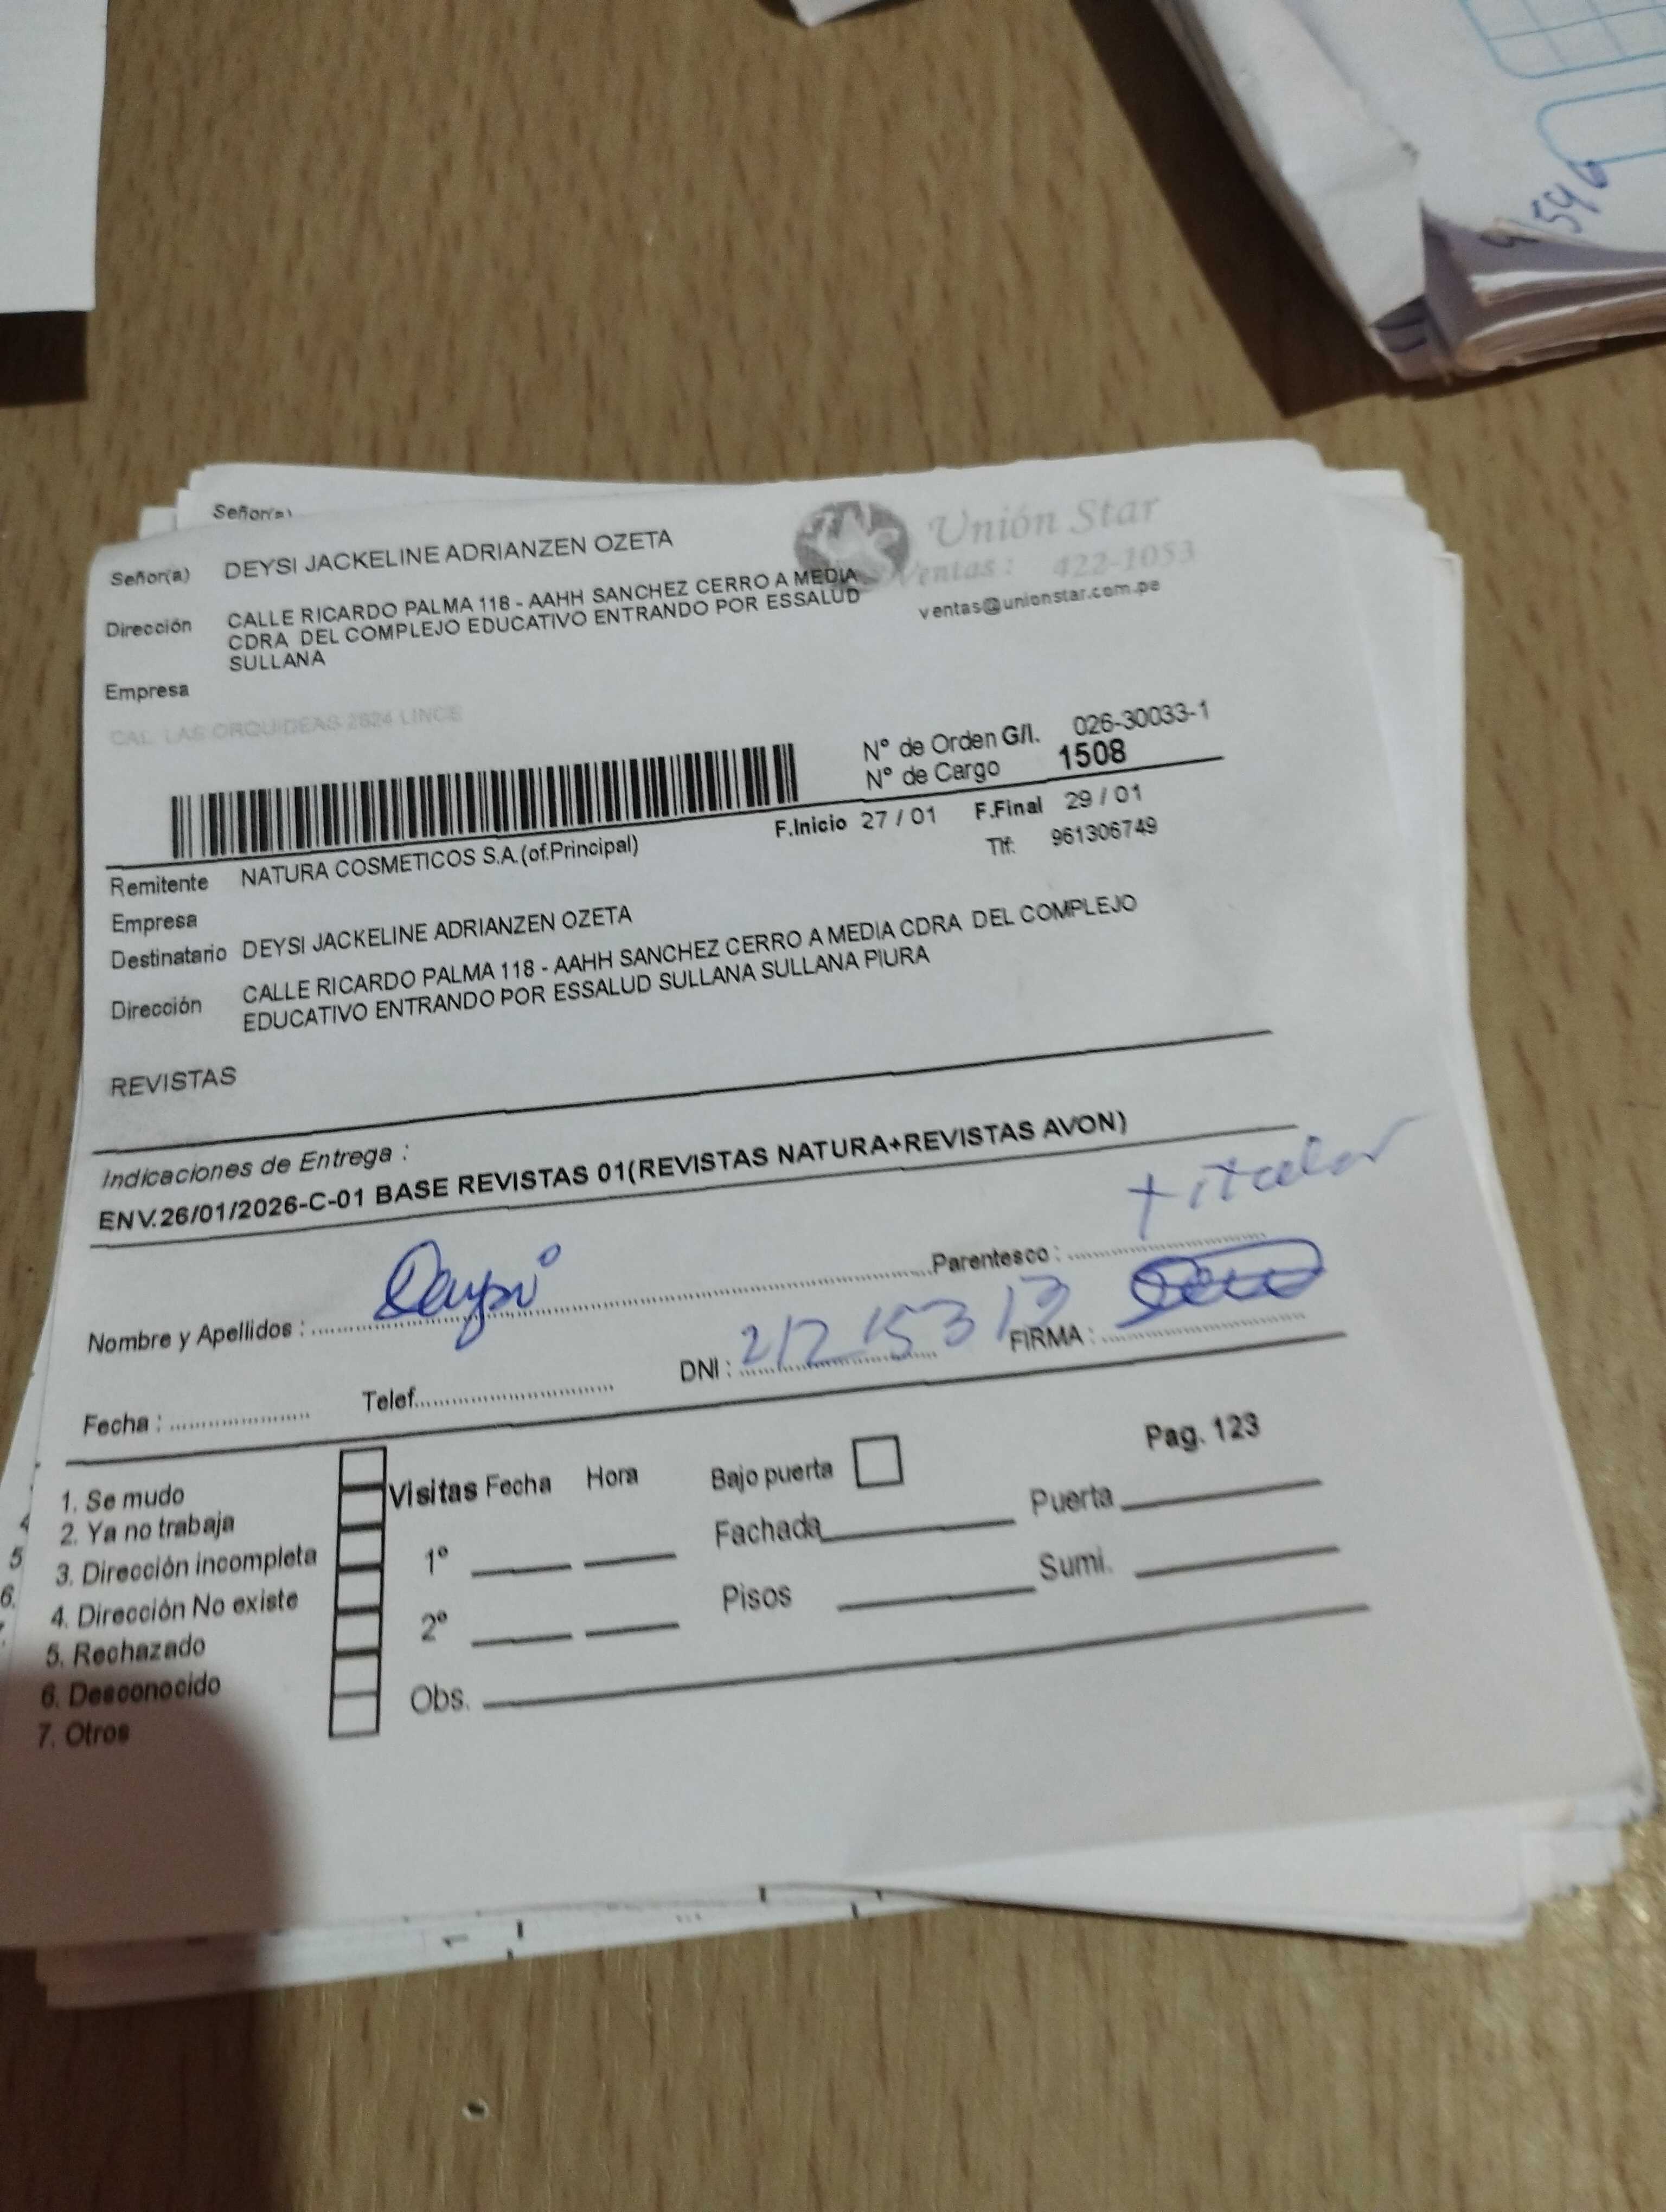 Señor(a)
Señor(a) DEYSI JACKELINE ADRIANZEN OZETA
Unión Star
Ventas: 422-1053
ventas@unionstar.com.pe
Dirección CALLE RICARDO PALMA 118 - AAHH SANCHEZ CERRO A MEDIA
CDRA DEL COMPLEJO EDUCATIVO ENTRANDO POR ESSALUD
SULLANA
Empresa
CAL. LAS ORQUIDEAS 2624 LINCE
Nº de Orden G/I. 026-30033-1
Nº de Cargo 1508
F.Inicio 27 / 01 F.Final 29 / 01
Tlf: 961306749
Remitente NATURA COSMETICOS S.A.(of.Principal)
Empresa
Destinatario DEYSI JACKELINE ADRIANZEN OZETA
Dirección CALLE RICARDO PALMA 118 - AAHH SANCHEZ CERRO A MEDIA CDRA DEL COMPLEJO
EDUCATIVO ENTRANDO POR ESSALUD SULLANA SULLANA PIURA
REVISTAS
Indicaciones de Entrega :
ENV.26/01/2026-C-01 BASE REVISTAS 01(REVISTAS NATURA+REVISTAS AVON)
Nombre y Apellidos : Deysi Parentesco : titular
Fecha : Telef. DNI : FIRMA :
Pag. 123
1. Se mudo
2. Ya no trabaja
3. Dirección incompleta
4. Dirección No existe
5. Rechazado
6. Desconocido
7. Otros
Visitas Fecha Hora
1º
2º
Obs.
Bajo puerta
Fachada Puerta
Pisos Sumi.